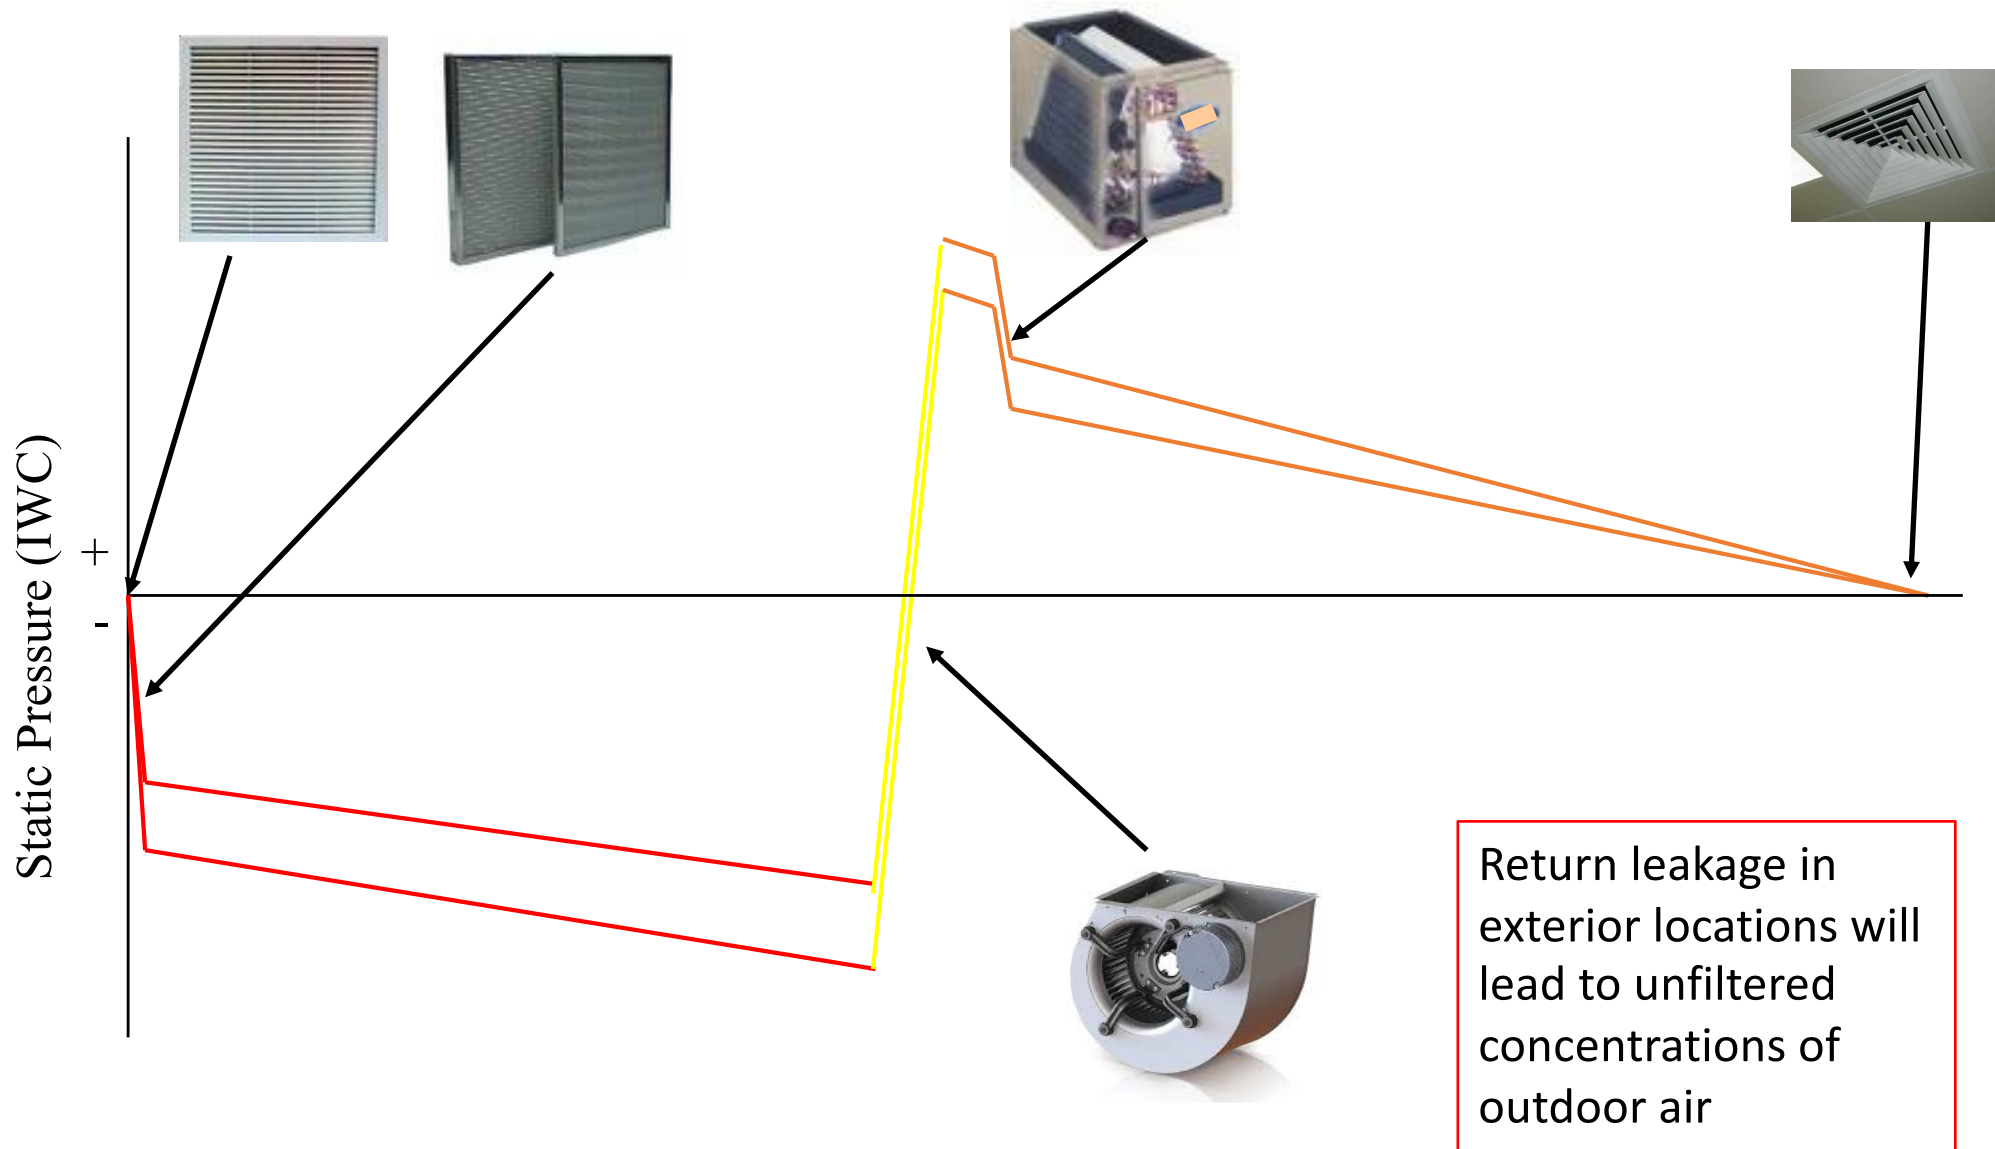 Static Pressure (IWC)
+
-
Return leakage in
exterior locations will
lead to unfiltered
concentrations of
outdoor air